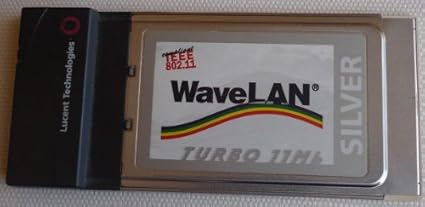 Lucent Technologies
compliant
IEEE
802.11
WaveLAN®
TURBO 11Mb
SILVER